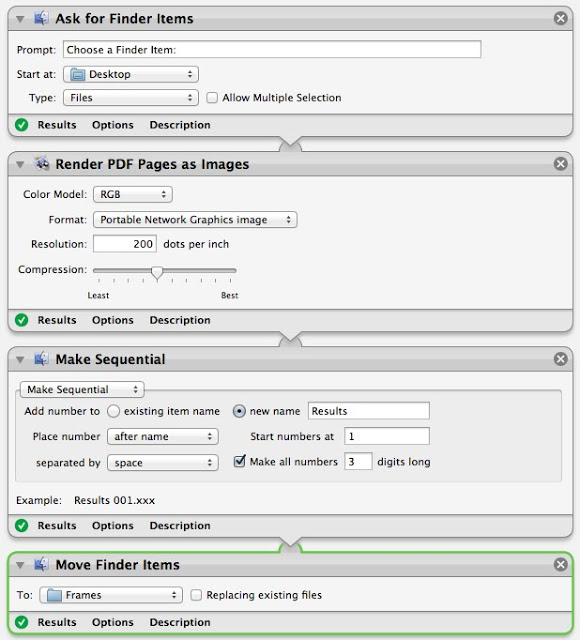 Ask for Finder Items
Prompt: Choose a Finder Item:
Start at: Desktop
Type: Files Allow Multiple Selection
Results Options Description
Render PDF Pages as Images
Color Model: RGB
Format: Portable Network Graphics image
Resolution: 200 dots per inch
Compression:
Least Best
Results Options Description
Make Sequential
Make Sequential
Add number to existing item name new name Results
Place number after name Start numbers at 1
separated by space Make all numbers 3 digits long
Example: Results 001.xxx
Results Options Description
Move Finder Items
To: Frames Replacing existing files
Results Options Description